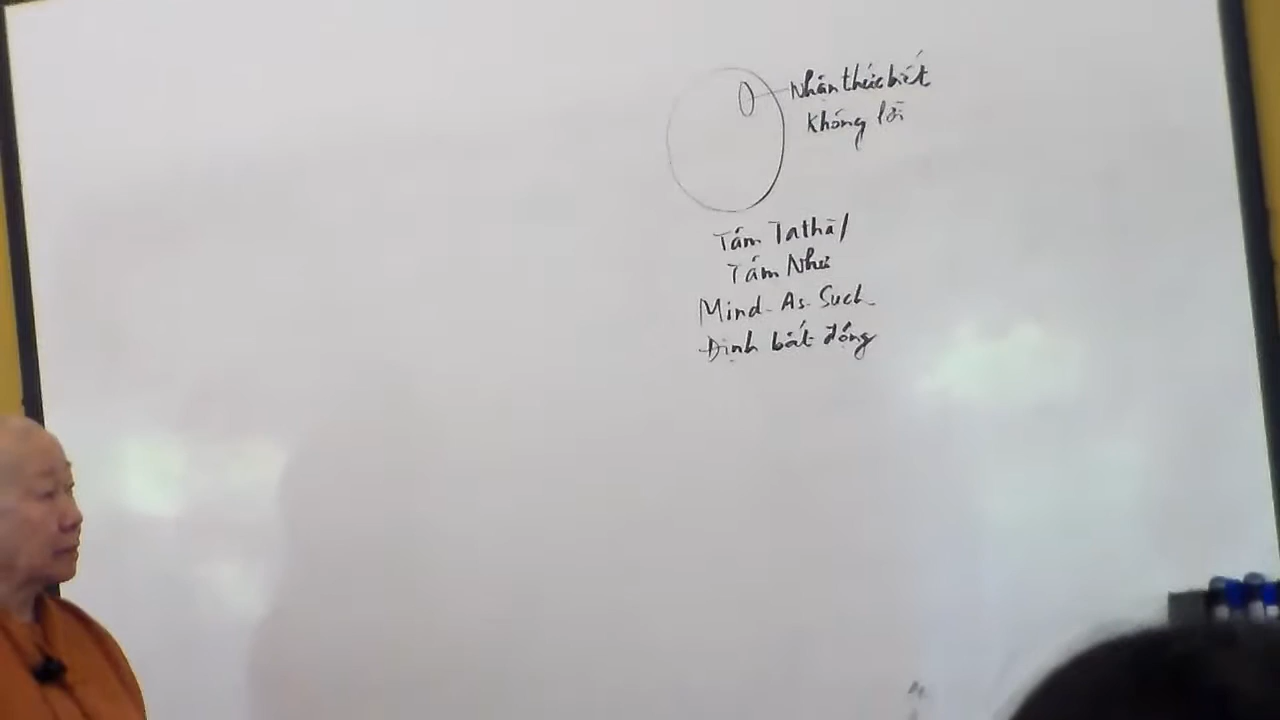 Nhận thức biết
không lời
Tâm Tathā/
Tâm Như
Mind-As-Such
Định bất động